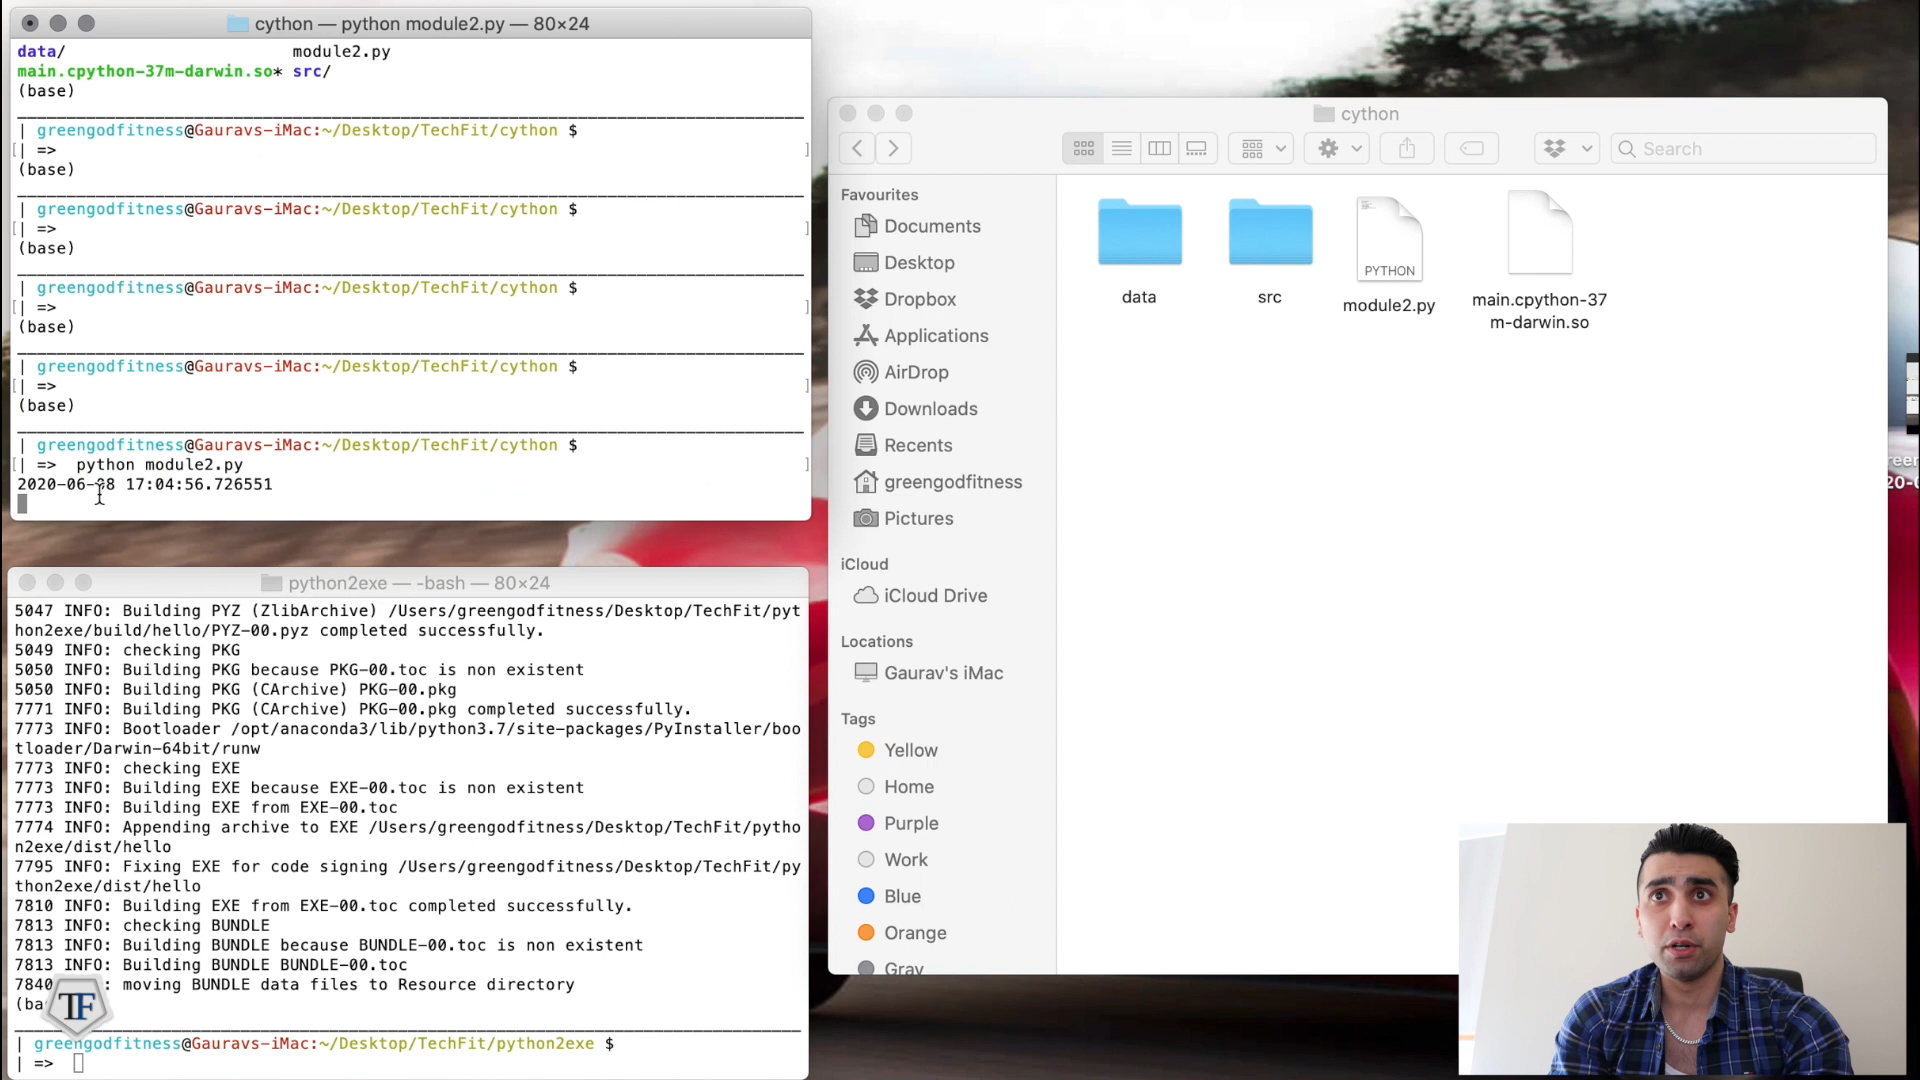 cython — python module2.py — 80×24
data/ module2.py
main.cpython-37m-darwin.so* src/
(base)
| greengodfitness@Gauravs-iMac:~/Desktop/TechFit/cython $
[| => ]
(base)
| greengodfitness@Gauravs-iMac:~/Desktop/TechFit/cython $
[| => ]
(base)
| greengodfitness@Gauravs-iMac:~/Desktop/TechFit/cython $
[| => ]
(base)
| greengodfitness@Gauravs-iMac:~/Desktop/TechFit/cython $
[| => ]
(base)
| greengodfitness@Gauravs-iMac:~/Desktop/TechFit/cython $
[| => python module2.py ]
17:04:56.726551
python2exe — -bash — 80×24
5047 INFO: Building PYZ (ZlibArchive) /Users/greengodfitness/Desktop/TechFit/pyt
hon2exe/build/hello/PYZ-00.pyz completed successfully.
5049 INFO: checking PKG
5050 INFO: Building PKG because PKG-00.toc is non existent
5050 INFO: Building PKG (CArchive) PKG-00.pkg
7771 INFO: Building PKG (CArchive) PKG-00.pkg completed successfully.
7773 INFO: Bootloader /opt/anaconda3/lib/python3.7/site-packages/PyInstaller/boo
tloader/Darwin-64bit/runw
7773 INFO: checking EXE
7773 INFO: Building EXE because EXE-00.toc is non existent
7773 INFO: Building EXE from EXE-00.toc
7774 INFO: Appending archive to EXE /Users/greengodfitness/Desktop/TechFit/pytho
n2exe/dist/hello
7795 INFO: Fixing EXE for code signing /Users/greengodfitness/Desktop/TechFit/py
thon2exe/dist/hello
7810 INFO: Building EXE from EXE-00.toc completed successfully.
7813 INFO: checking BUNDLE
7813 INFO: Building BUNDLE because BUNDLE-00.toc is non existent
7813 INFO: Building BUNDLE BUNDLE-00.toc
7840 : moving BUNDLE data files to Resource directory
(ba
TF
| greengodfitness@Gauravs-iMac:~/Desktop/TechFit/python2exe $
| =>
cython
Search
Favourites
Documents
Desktop
Dropbox
Applications
AirDrop
Downloads
Recents
greengodfitness
Pictures
iCloud
iCloud Drive
Locations
Gaurav's iMac
Tags
Yellow
Home
Purple
Work
Blue
Orange
Gray
data
src
PYTHON
module2.py
main.cpython-37
m-darwin.so